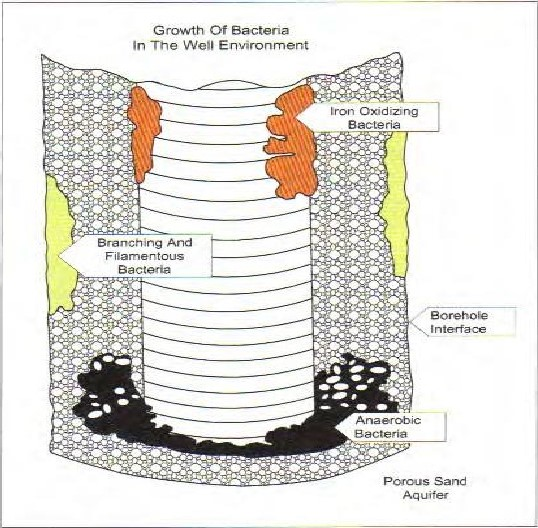 Growth Of Bacteria
In The Well Environment
Iron Oxidizing
Bacteria
Branching And
Filamentous
Bacteria
Borehole
Interface
Anaerobic
Bacteria
Porous Sand
Aquifer